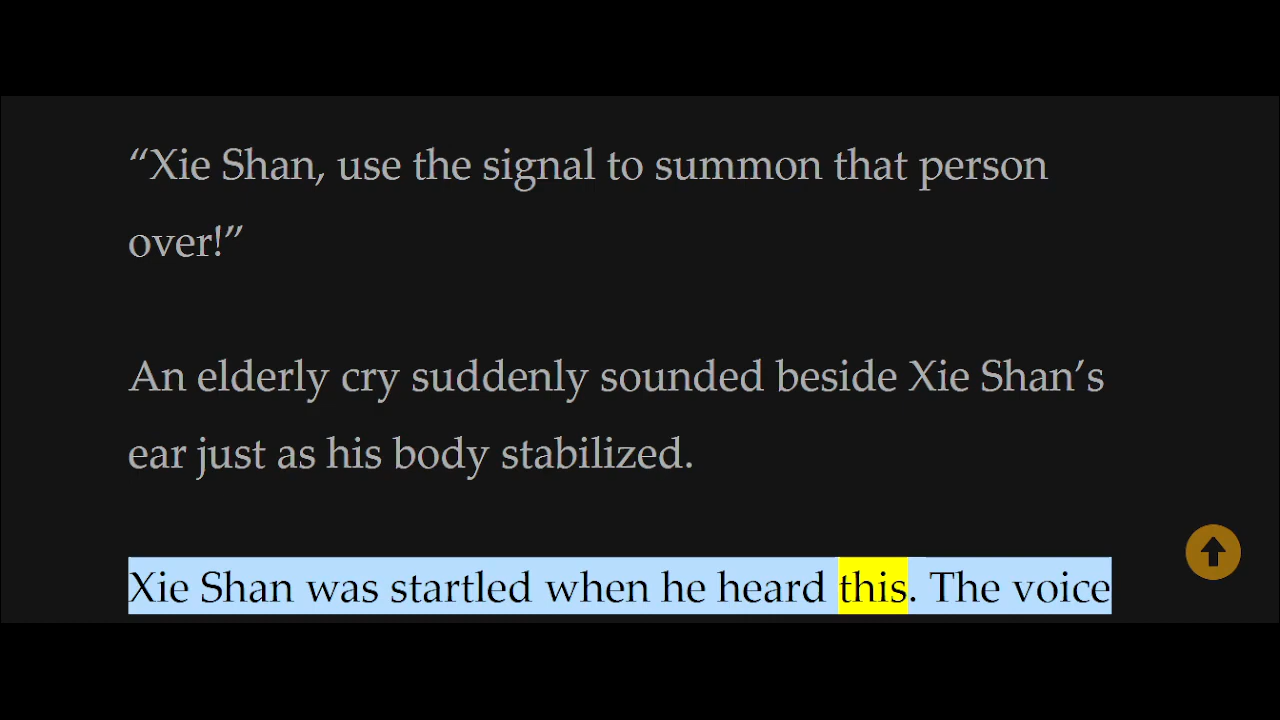 “Xie Shan, use the signal to summon that person
over!”
An elderly cry suddenly sounded beside Xie Shan’s
ear just as his body stabilized.
Xie Shan was startled when he heard this. The voice